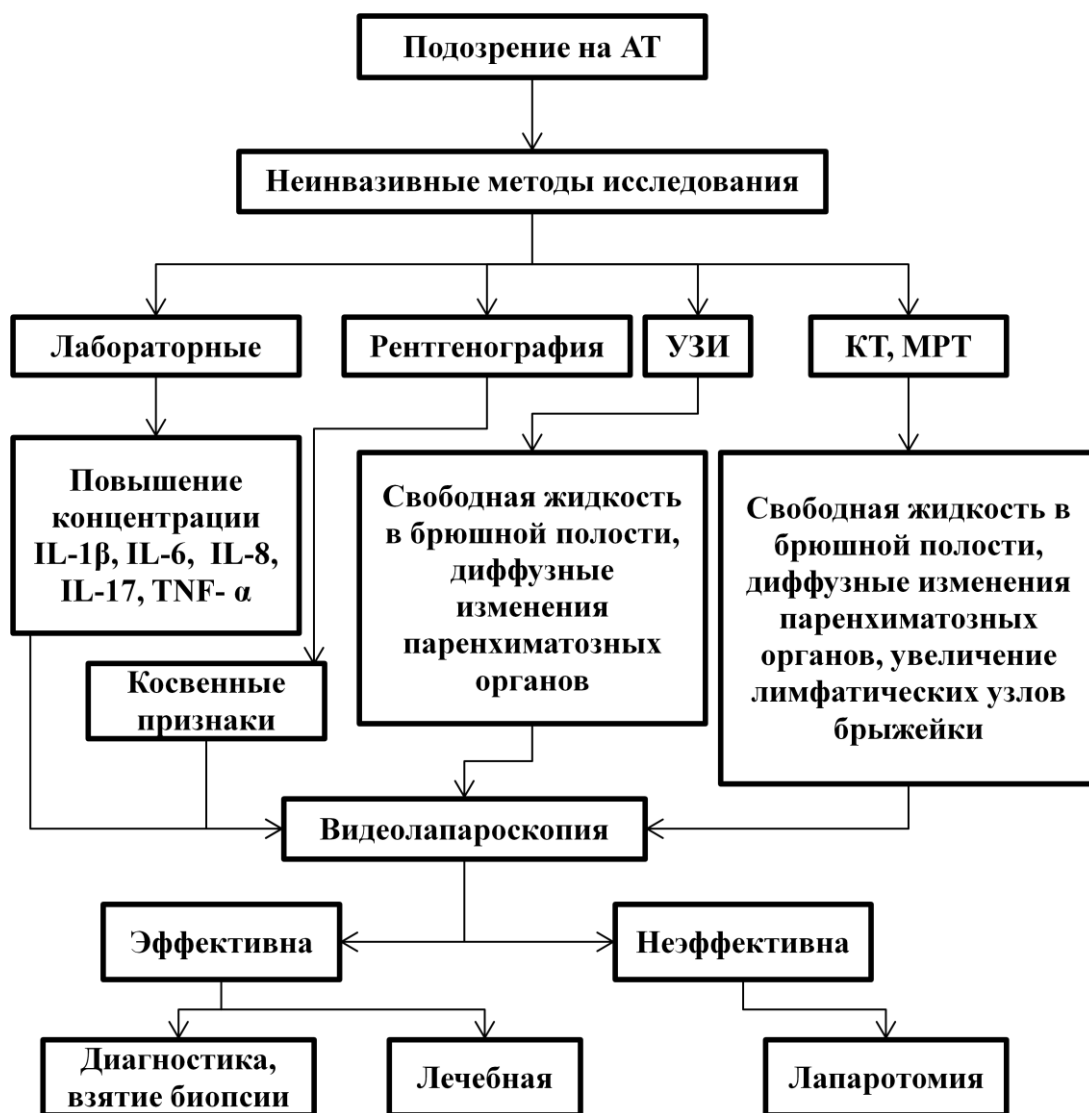 Подозрение на АТ
Неинвазивные методы исследования
Лабораторные
Рентгенография
УЗИ
КТ, МРТ
Повышение
концентрации
IL-1β, IL-6, IL-8,
IL-17, TNF- α
Косвенные
признаки
Свободная жидкость
в брюшной полости,
диффузные
изменения
паренхиматозных
органов
Свободная жидкость в
брюшной полости,
диффузные изменения
паренхиматозных
органов, увеличение
лимфатических узлов
брыжейки
Видеолапароскопия
Эффективна
Неэффективна
Диагностика,
взятие биопсии
Лечебная
Лапаротомия